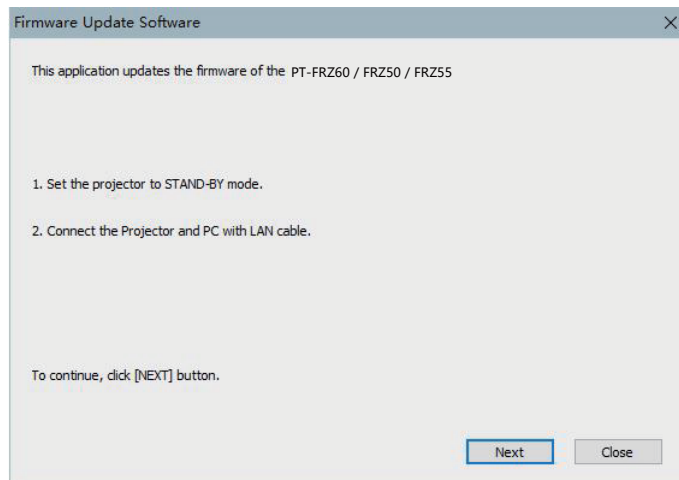 Firmware Update Software
This application updates the firmware of the PT-FRZ60 / FRZ50 / FRZ55
1. Set the projector to STAND-BY mode.
2. Connect the Projector and PC with LAN cable.
To continue, click [NEXT] button.
Next Close